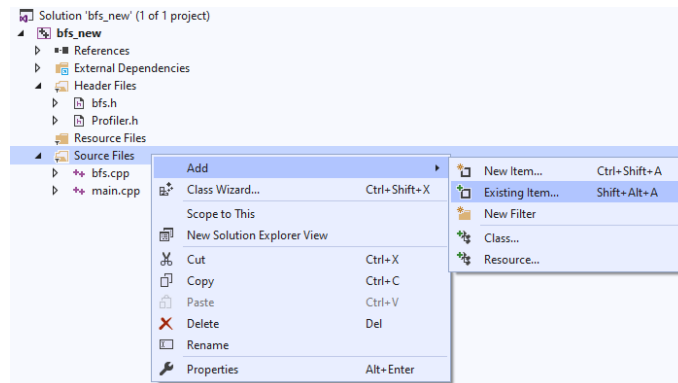 Solution 'bfs_new' (1 of 1 project)
bfs_new
References
External Dependencies
Header Files
bfs.h
Profiler.h
Resource Files
Source Files
bfs.cpp
main.cpp
Add
Class Wizard... Ctrl+Shift+X
Scope to This
New Solution Explorer View
Cut Ctrl+X
Copy Ctrl+C
Paste Ctrl+V
Delete Del
Rename
Properties Alt+Enter
New Item... Ctrl+Shift+A
Existing Item... Shift+Alt+A
New Filter
Class...
Resource...